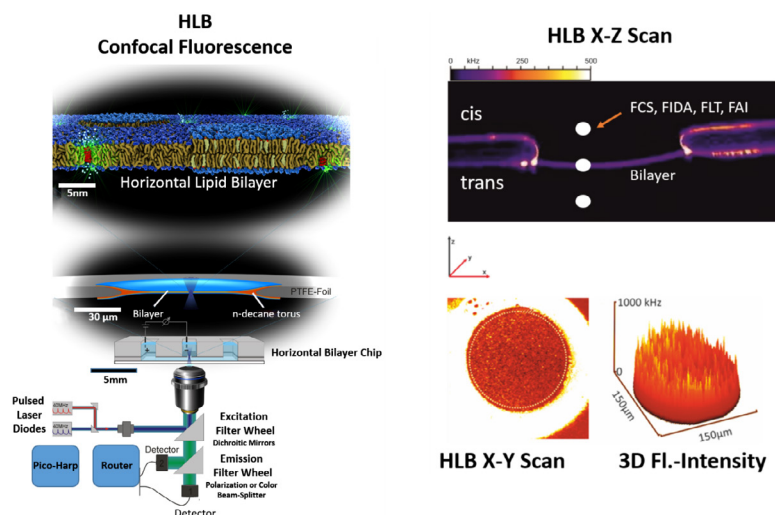 HLB
Confocal Fluorescence
5nm
Horizontal Lipid Bilayer
PTFE-Foil
30 µm
Bilayer
n-decane torus
Horizontal Bilayer Chip
5mm
Pulsed
Laser
Diodes
Excitation
Filter Wheel
Dichroitic Mirrors
Pico-Harp
Router
Detector
Emission
Filter Wheel
Polarization or Color
Beam-Splitter
Detector
HLB X-Z Scan
0 kHz 250 500
cis
FCS, FIDA, FLT, FAI
trans
Bilayer
z
y
x
1000 kHz
0
150µm
150µm
HLB X-Y Scan
3D Fl.-Intensity